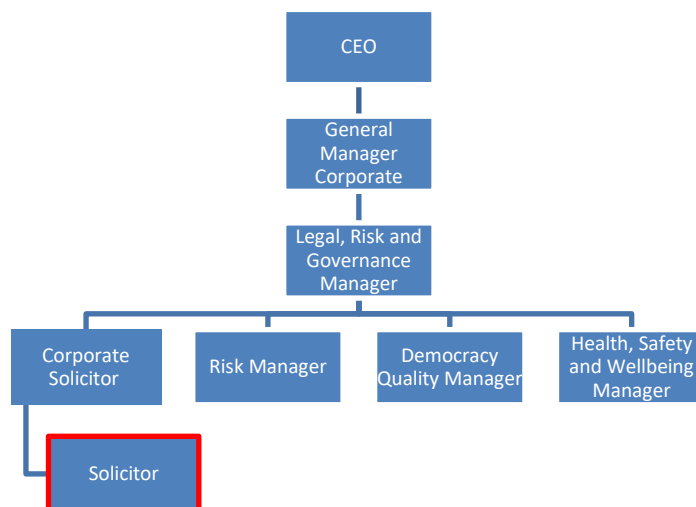 CEO
General
Manager
Corporate
Legal, Risk and
Governance
Manager
Corporate
Solicitor
Risk Manager
Democracy
Quality Manager
Health, Safety
and Wellbeing
Manager
Solicitor